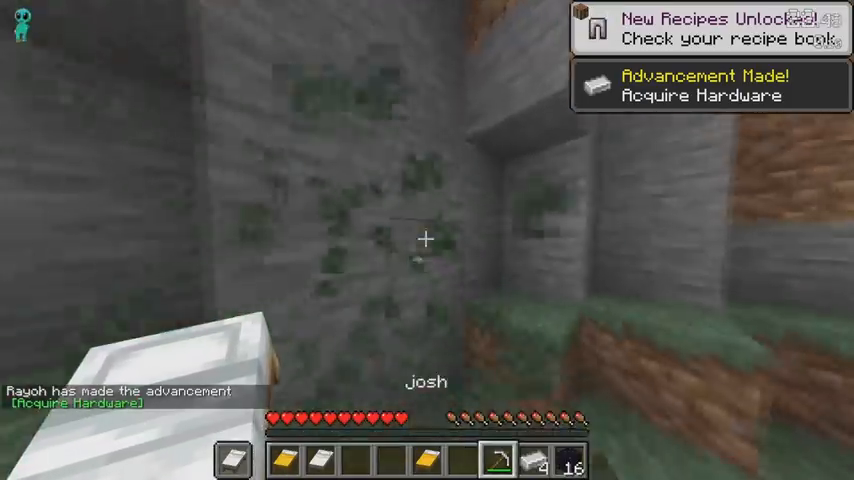 New Recipes Unlocked!
Check your recipe book
Advancement Made!
Acquire Hardware
josh
Rayoh has made the advancement
[Acquire Hardware]
4
16